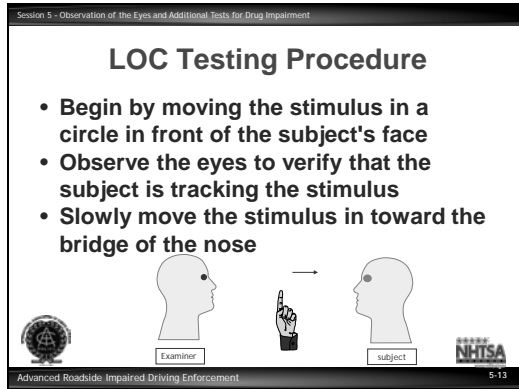 Session 5 - Observation of the Eyes and Additional Tests for Drug Impairment
LOC Testing Procedure
• Begin by moving the stimulus in a
circle in front of the subject's face
• Observe the eyes to verify that the
subject is tracking the stimulus
• Slowly move the stimulus in toward the
bridge of the nose
Examiner
subject
NHTSA
Advanced Roadside Impaired Driving Enforcement
5-13